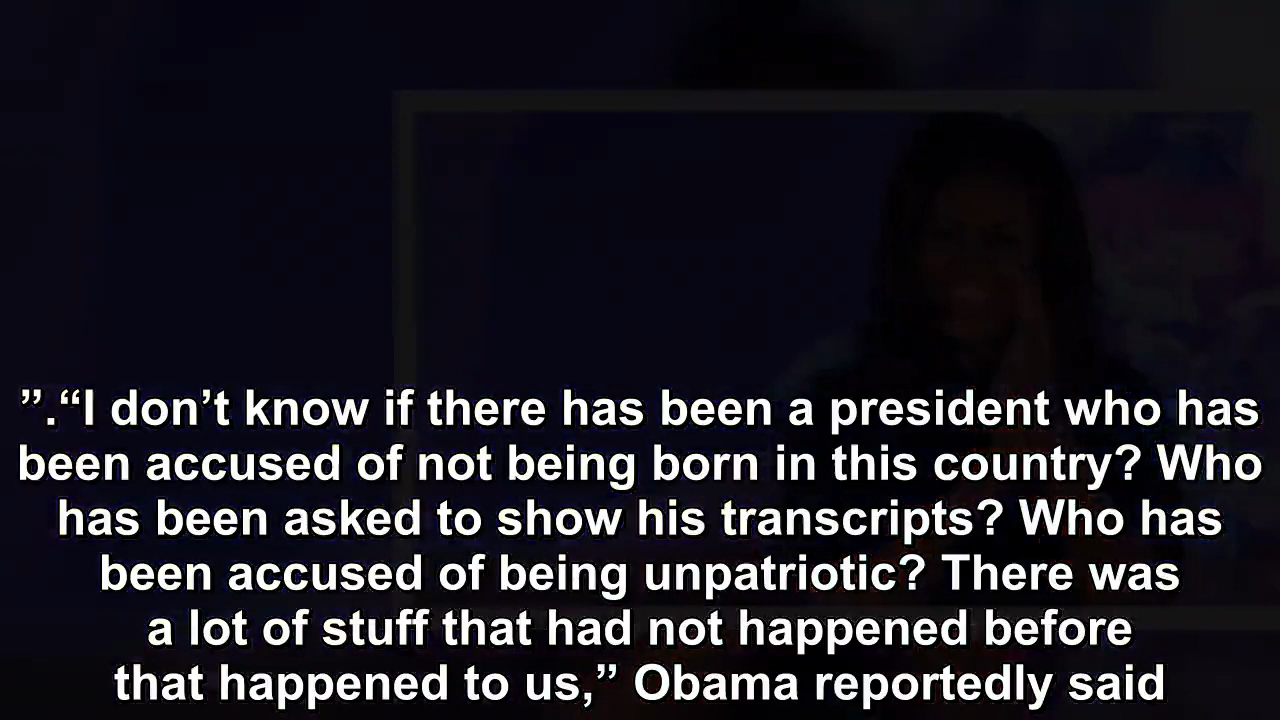 ”.“I don’t know if there has been a president who has
been accused of not being born in this country? Who
has been asked to show his transcripts? Who has
been accused of being unpatriotic? There was
a lot of stuff that had not happened before
that happened to us,” Obama reportedly said